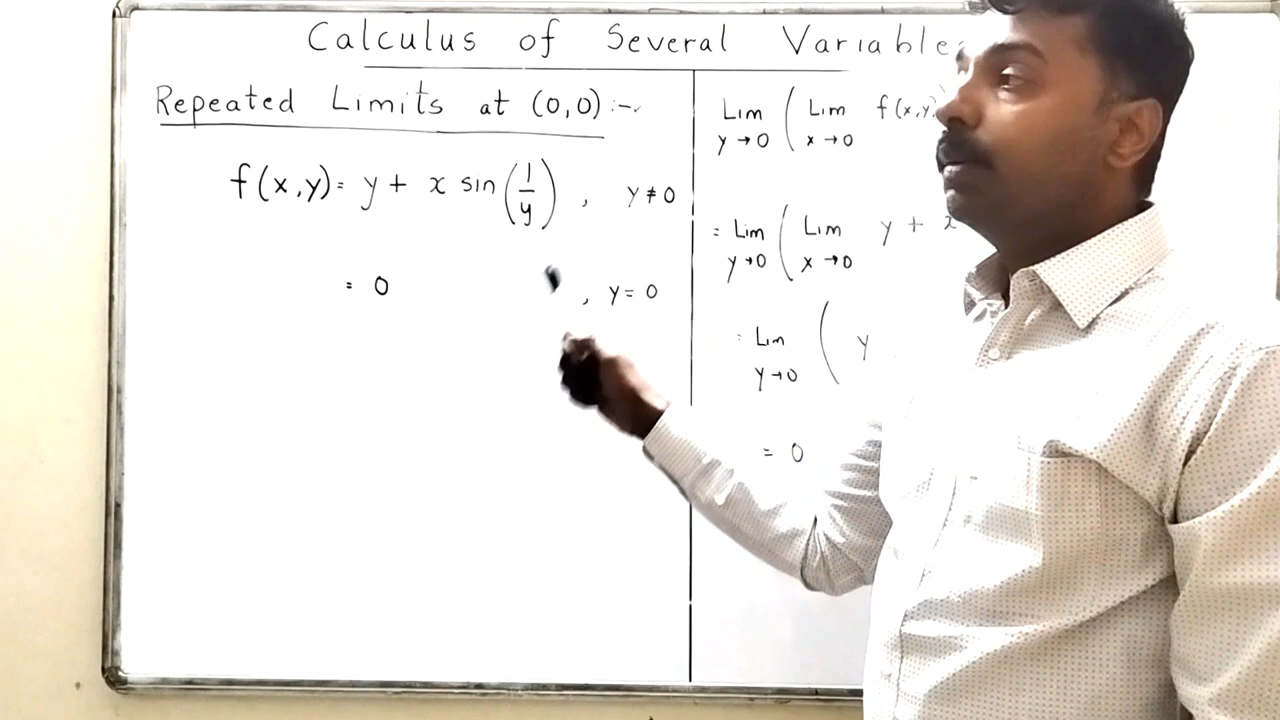 Calculus of Several Variables
Repeated Limits at (0,0) :-
f(x,y) = y + x sin(1/y) , y ≠ 0
= 0 , y = 0
Lim y→0 ( Lim x→0 f(x,y)
= Lim y→0 ( Lim x→0 y + x
= Lim y→0 ( y
= 0